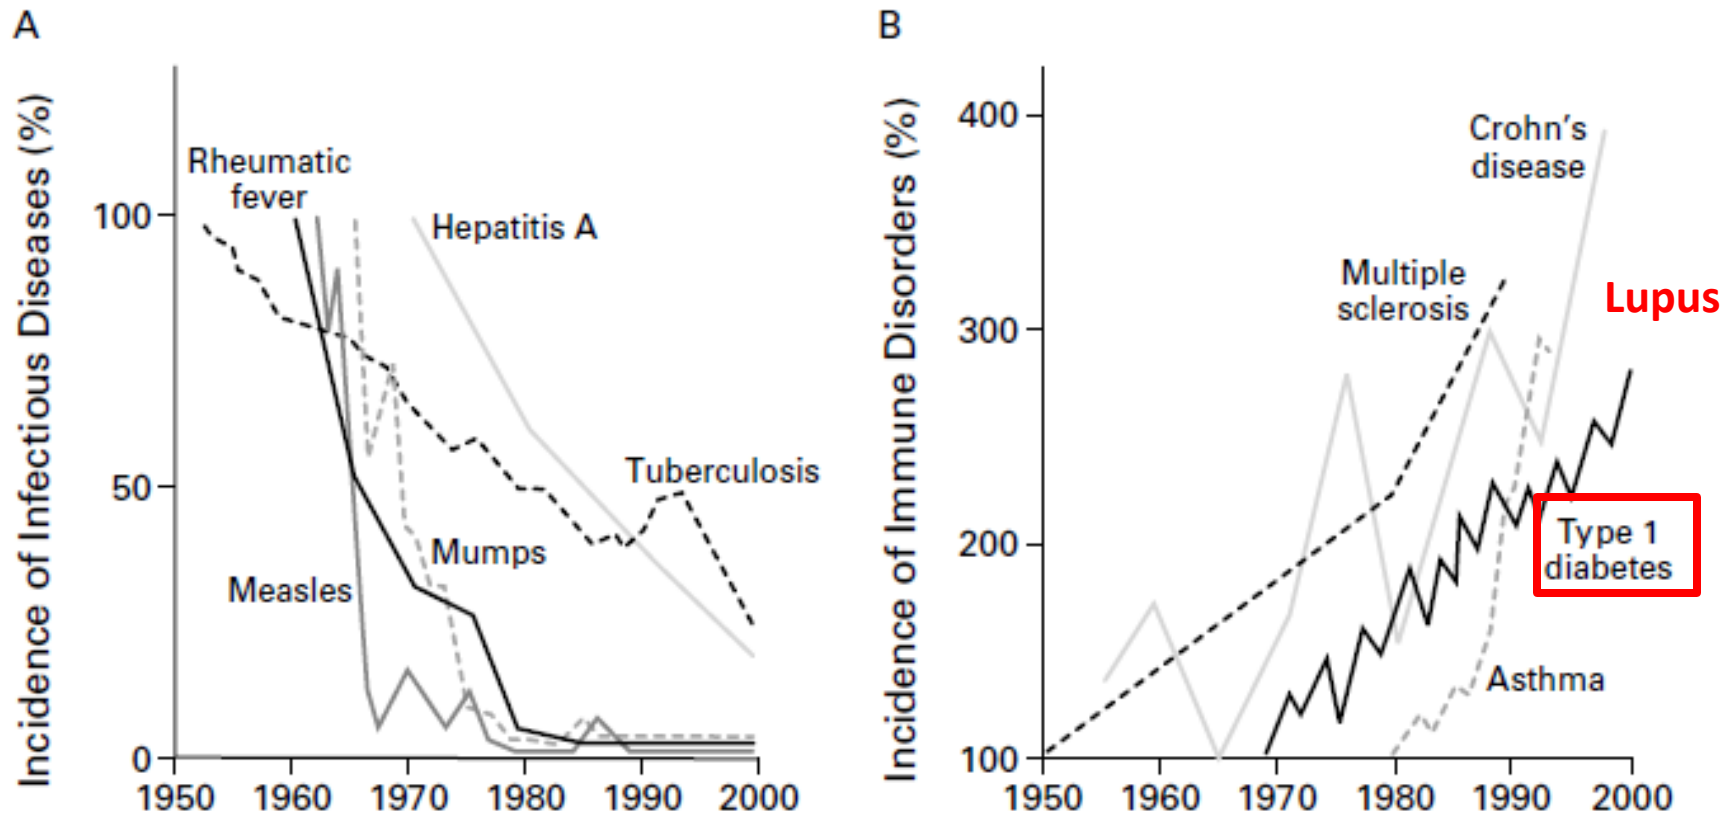 A
Incidence of Infectious Diseases (%)
100
50
0
1950 1960 1970 1980 1990 2000
Rheumatic
fever
Hepatitis A
Tuberculosis
Mumps
Measles
B
Incidence of Immune Disorders (%)
400
300
200
100
1950 1960 1970 1980 1990 2000
Crohn's
disease
Multiple
sclerosis
Lupus
Type 1
diabetes
Asthma